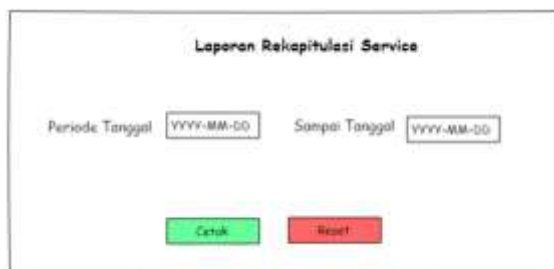 Laporan Rekapitulasi Service
Periode Tanggal YYYY-MM-DD Sampai Tanggal YYYY-MM-DD
Cetak Reset